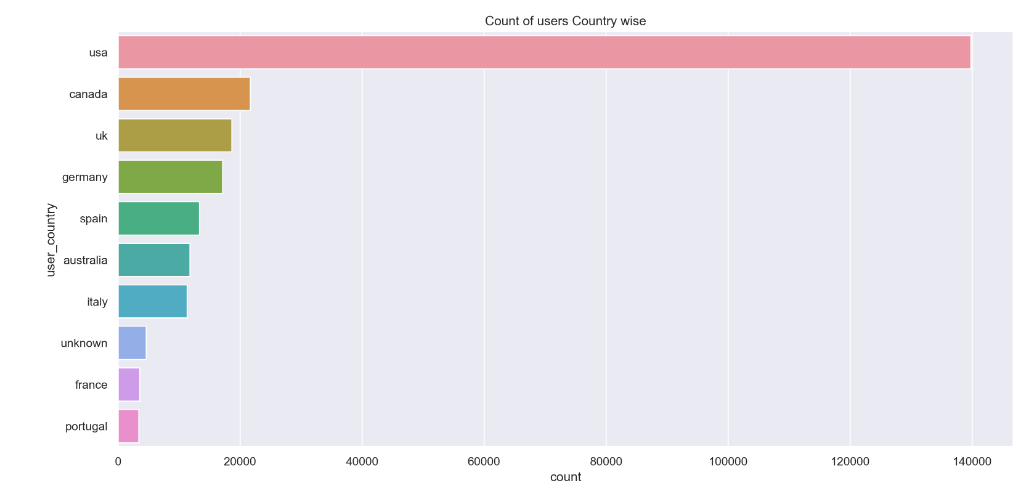 Count of users Country wise
user_country
usa
canada
uk
germany
spain
australia
italy
unknown
france
portugal
0 20000 40000 60000 80000 100000 120000 140000
count